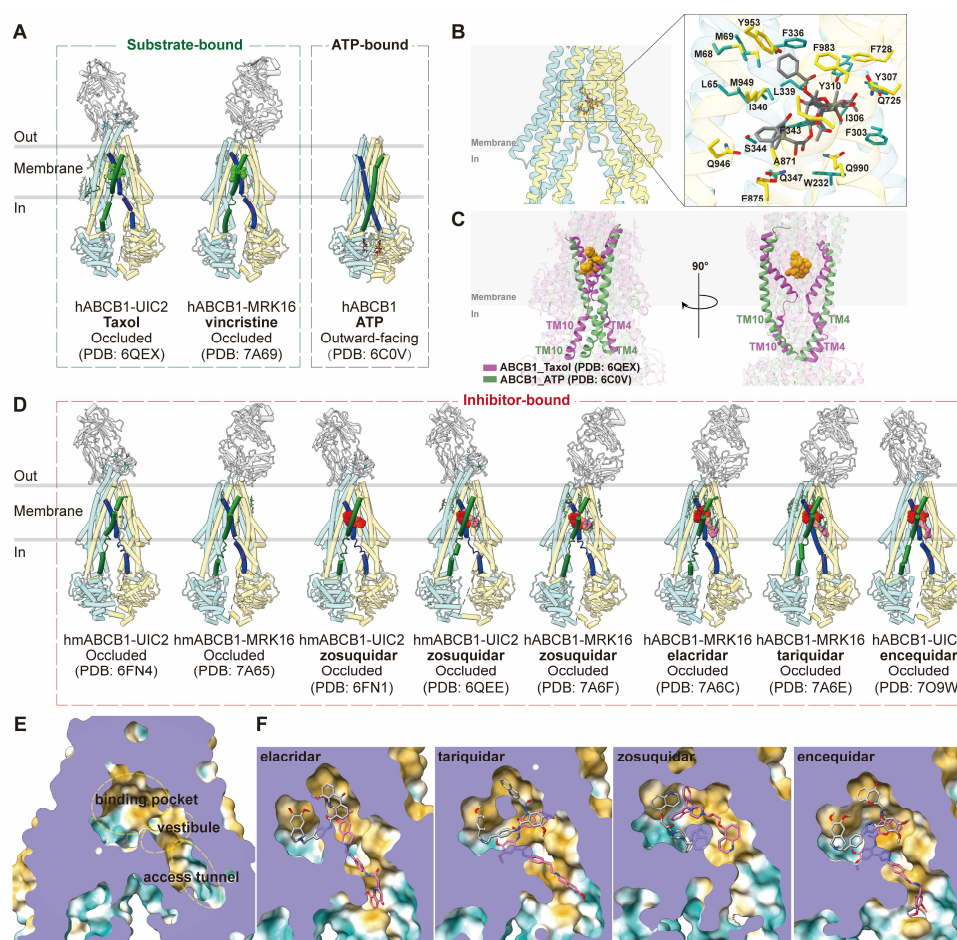 A
Substrate-bound
ATP-bound
Out
Membrane
In
hABCB1-UIC2
Taxol
Occluded
(PDB: 6QEX)
hABCB1-MRK16
vincristine
Occluded
(PDB: 7A69)
hABCB1
ATP
Outward-facing
(PDB: 6C0V)
B
Membrane
In
Y953
M69
F336
M68
F983
F728
L65
M949
L339
Y310
Y307
I340
Q725
I306
F343
F303
S344
Q946
A871
Q990
Q347
W232
E875
C
Membrane
In
TM10
TM4
TM10
TM4
90°
TM10
TM4
TM10
TM4
ABCB1_Taxol (PDB: 6QEX)
ABCB1_ATP (PDB: 6C0V)
D
Inhibitor-bound
Out
Membrane
In
hmABCB1-UIC2
Occluded
(PDB: 6FN4)
hmABCB1-MRK16
Occluded
(PDB: 7A65)
hmABCB1-UIC2
zosuquidar
Occluded
(PDB: 6FN1)
hmABCB1-UIC2
zosuquidar
Occluded
(PDB: 6QEE)
hABCB1-MRK16
zosuquidar
Occluded
(PDB: 7A6F)
hABCB1-MRK16
elacridar
Occluded
(PDB: 7A6C)
hABCB1-MRK16
tariquidar
Occluded
(PDB: 7A6E)
hABCB1-UIC
encequidar
Occluded
(PDB: 7O9W
E
binding pocket
vestibule
access tunnel
F
elacridar
tariquidar
zosuquidar
encequidar